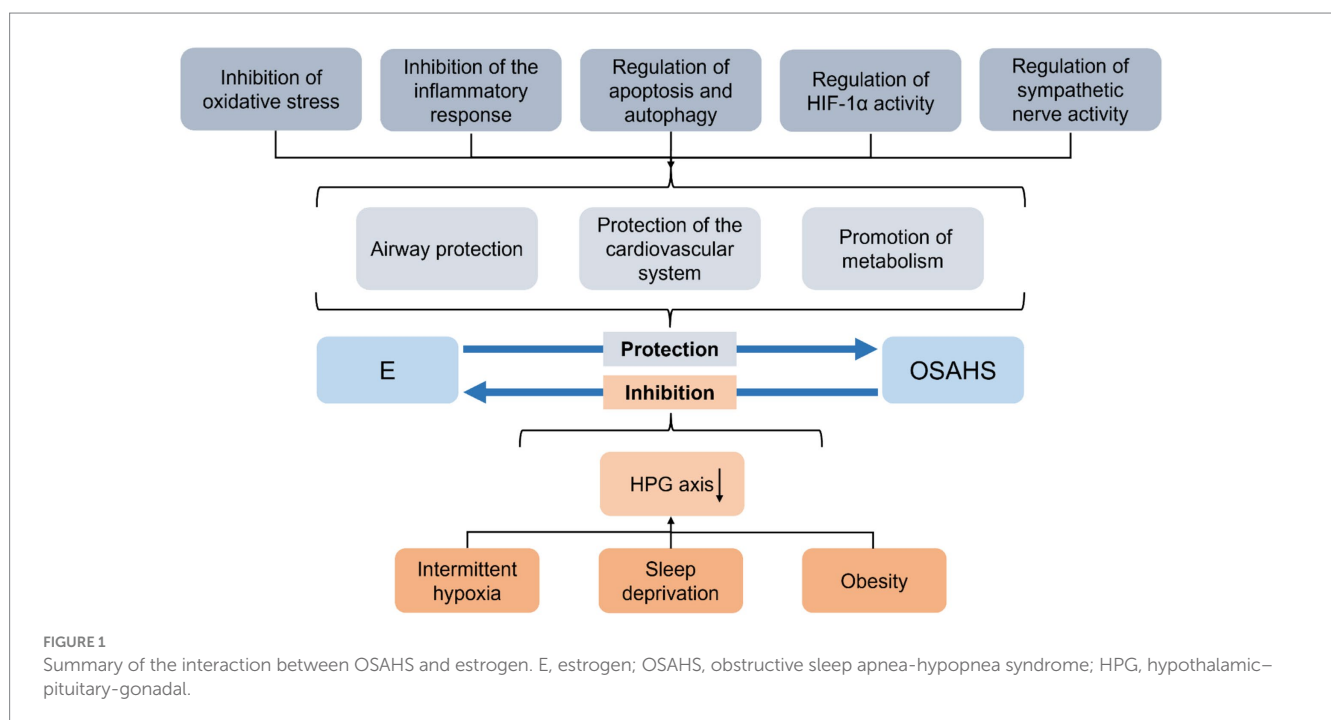 Inhibition of
oxidative stress
Inhibition of the
inflammatory
response
Regulation of
apoptosis and
autophagy
Regulation of
HIF-1α activity
Regulation of
sympathetic
nerve activity
Airway protection
Protection of the
cardiovascular
system
Promotion of
metabolism
E
Protection
OSAHS
Inhibition
HPG axis↓
Intermittent
hypoxia
Sleep
deprivation
Obesity
FIGURE 1
Summary of the interaction between OSAHS and estrogen. E, estrogen; OSAHS, obstructive sleep apnea-hypopnea syndrome; HPG, hypothalamic–
pituitary-gonadal.